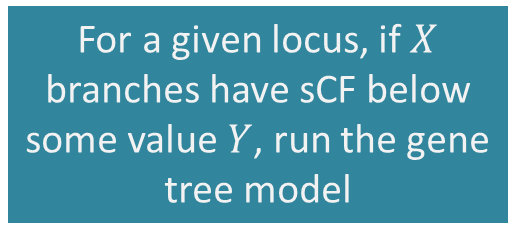 For a given locus, if X
branches have sCF below
some value Y, run the gene
tree model